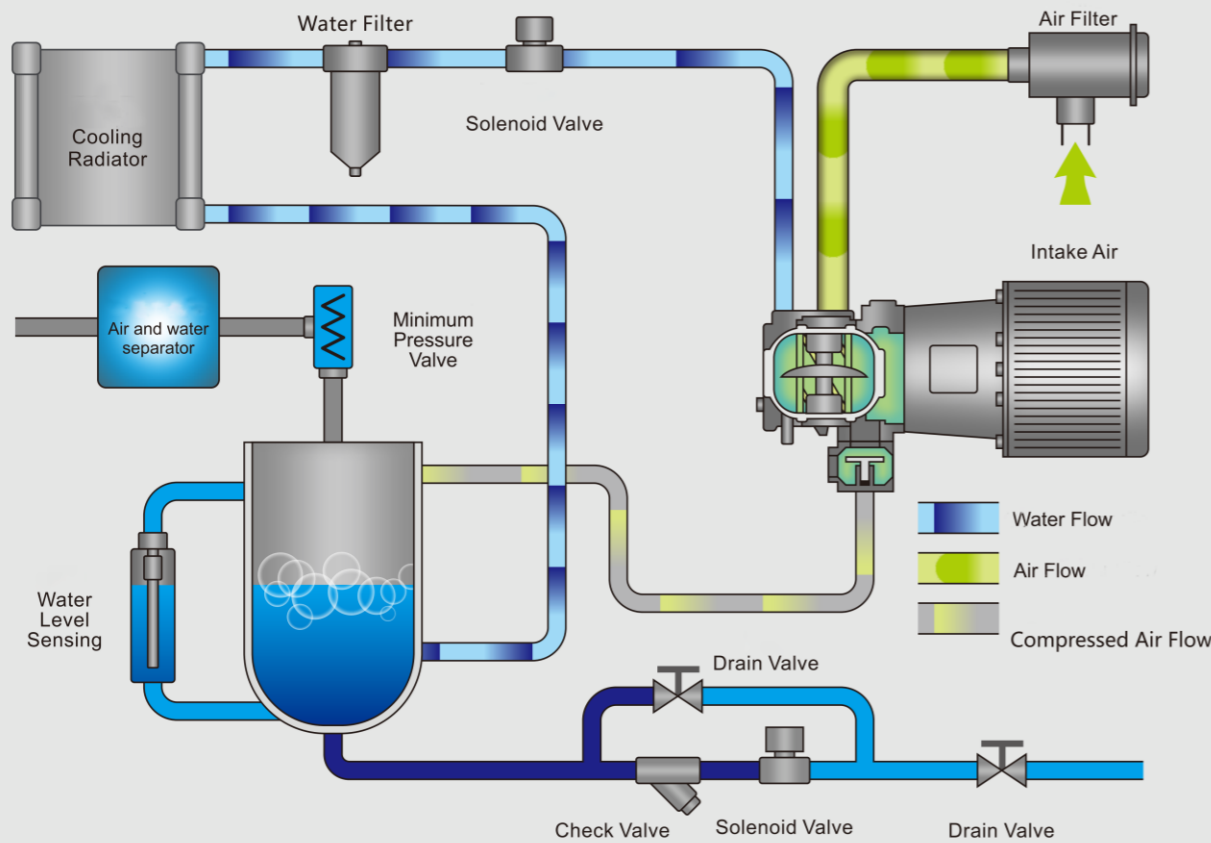 Water Filter
Air Filter
Solenoid Valve
Cooling
Radiator
Intake Air
Air and water
separator
Minimum
Pressure
Valve
Water Flow
Air Flow
Compressed Air Flow
Water
Level
Sensing
Drain Valve
Check Valve
Solenoid Valve
Drain Valve